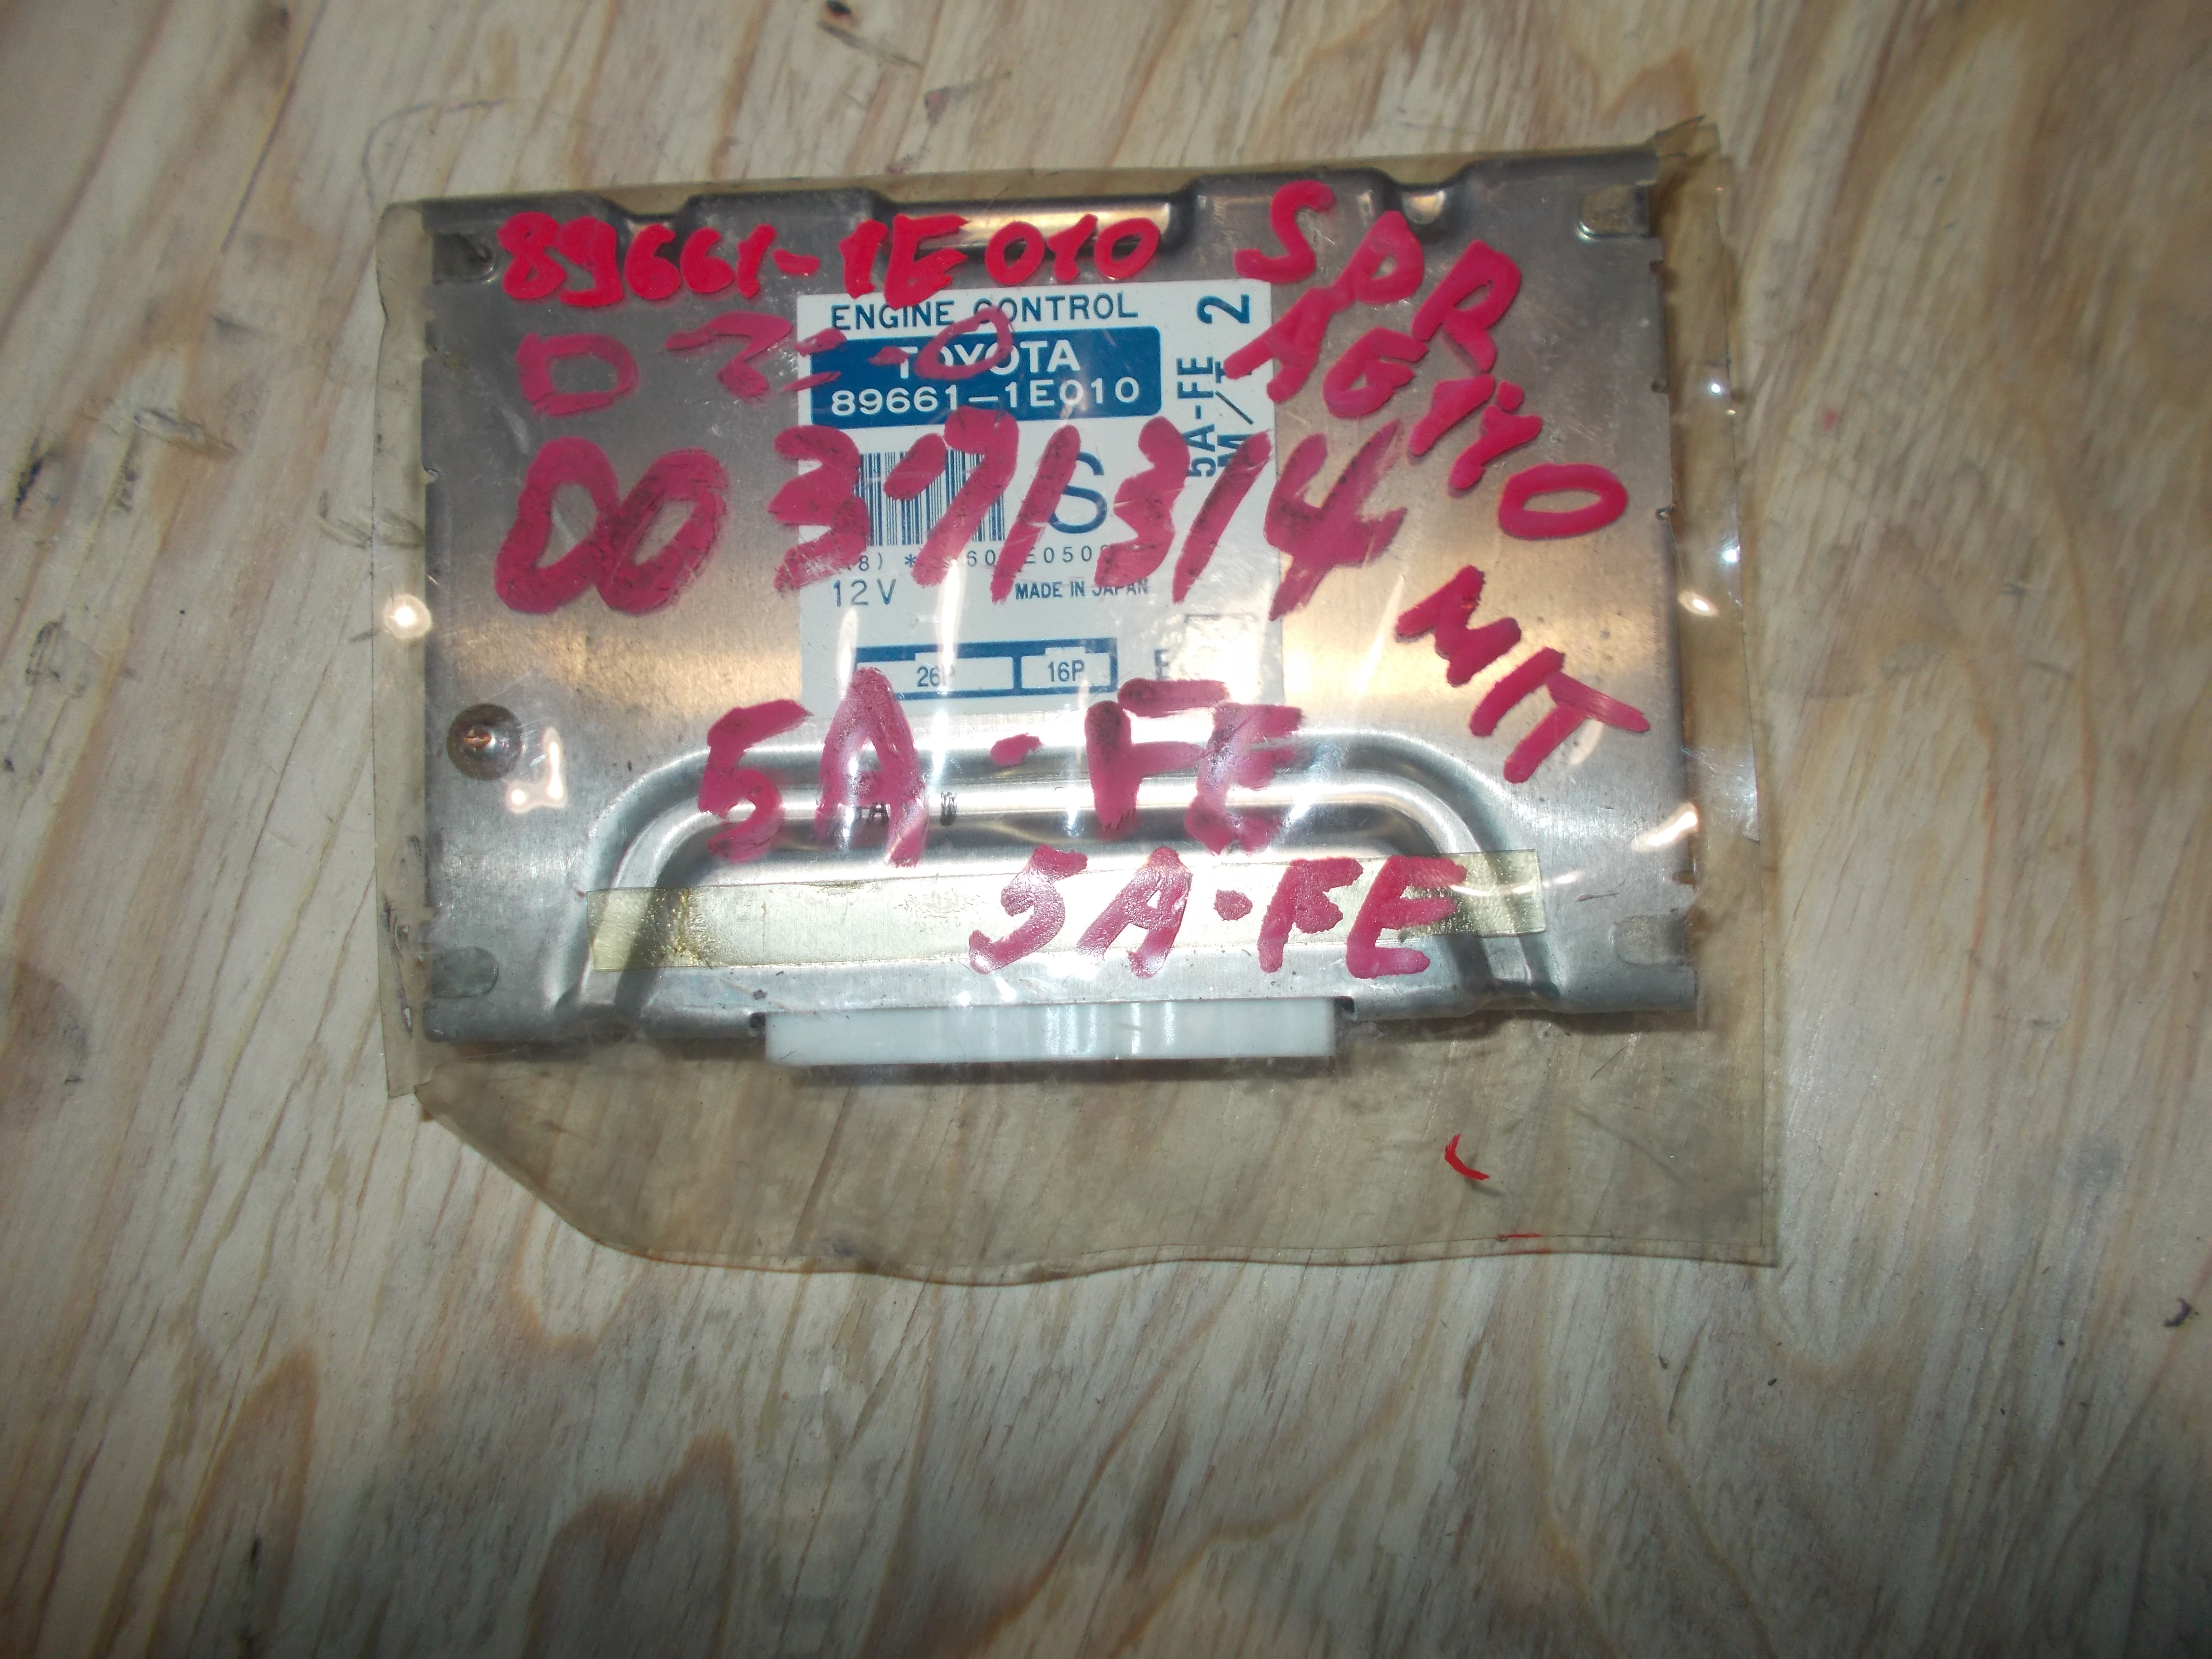 89661-1E010 SPR
AG110
M/T
ENGINE CONTROL
TOYOTA
89661-1E010
5A-FE
M/T 2
S
12V MADE IN JAPAN
26P 16P
00371314
5A-FE
5A-FE